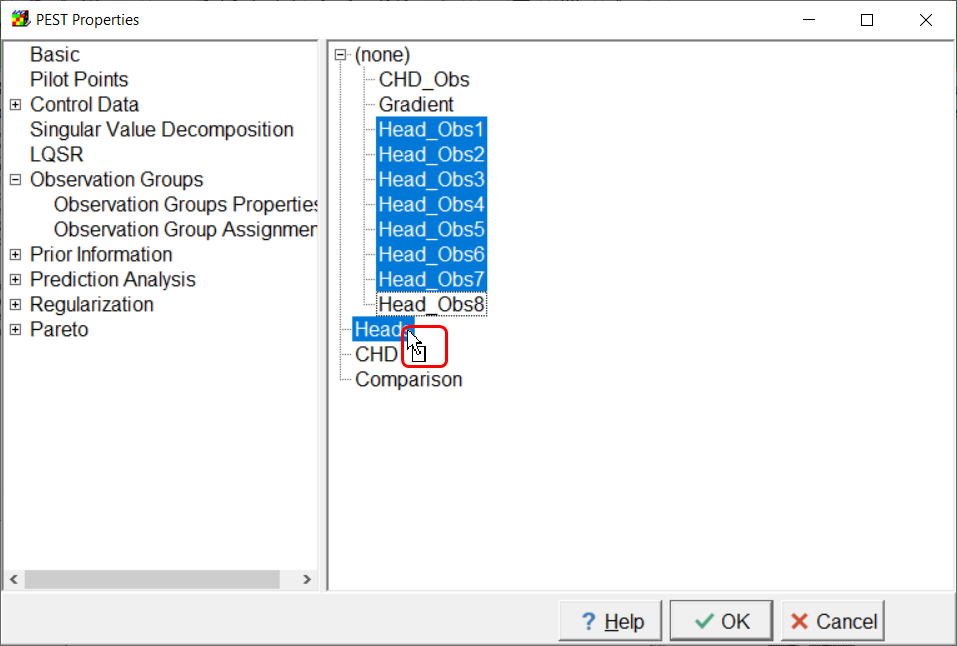 PEST Properties
Basic
Pilot Points
Control Data
Singular Value Decomposition
LQSR
Observation Groups
Observation Groups Properties
Observation Group Assignmen
Prior Information
Prediction Analysis
Regularization
Pareto
(none)
CHD_Obs
Gradient
Head_Obs1
Head_Obs2
Head_Obs3
Head_Obs4
Head_Obs5
Head_Obs6
Head_Obs7
Head_Obs8
Head
CHD
Comparison
? Help
OK
Cancel